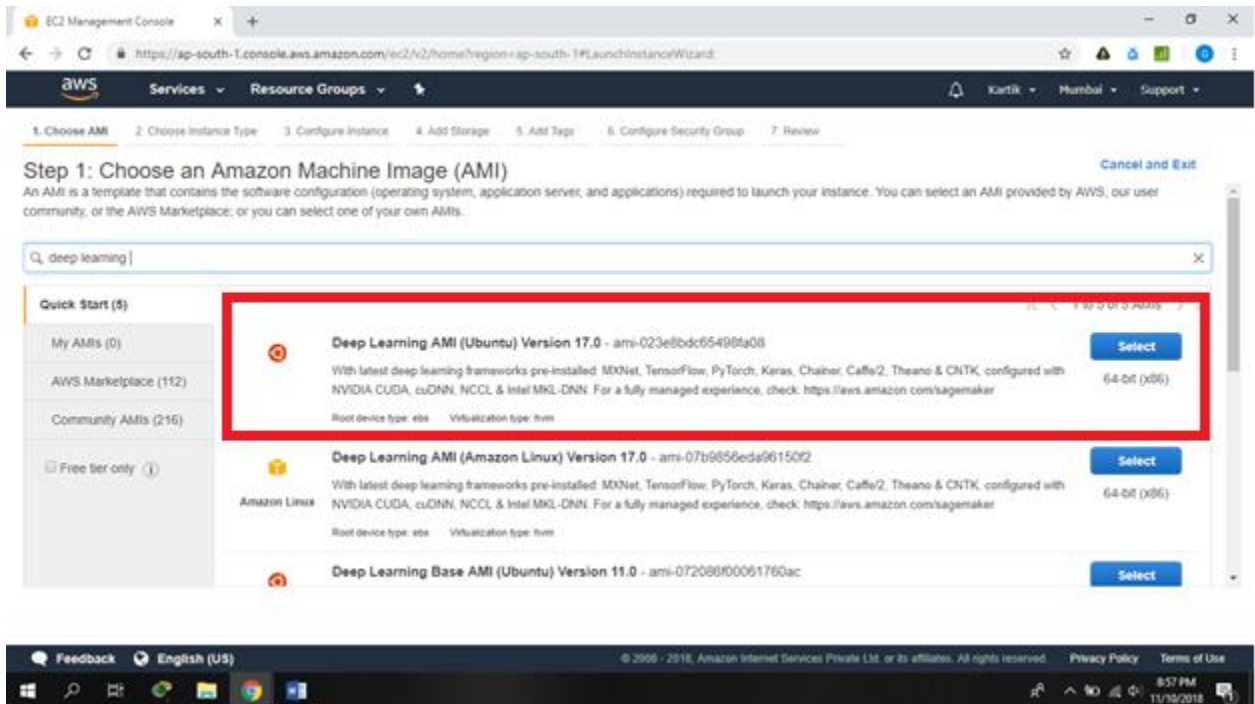 EC2 Management Console
https://ap-south-1.console.aws.amazon.com/ec2/v2/home?region=ap-south-1#LaunchInstanceWizard:
aws Services Resource Groups Kartik Mumbai Support
1. Choose AMI 2. Choose Instance Type 3. Configure Instance 4. Add Storage 5. Add Tags 6. Configure Security Group 7. Review
Step 1: Choose an Amazon Machine Image (AMI)
Cancel and Exit
An AMI is a template that contains the software configuration (operating system, application server, and applications) required to launch your instance. You can select an AMI provided by AWS, our user
community, or the AWS Marketplace; or you can select one of your own AMIs.
deep learning
Quick Start (5)
1 to 5 of 5 AMIs
My AMIs (0)
AWS Marketplace (112)
Community AMIs (216)
Free tier only
Deep Learning AMI (Ubuntu) Version 17.0 - ami-023e8bdc65498fa08
Select
With latest deep learning frameworks pre-installed: MXNet, TensorFlow, PyTorch, Keras, Chainer, Caffe/2, Theano & CNTK, configured with
NVIDIA CUDA, cuDNN, NCCL & Intel MKL-DNN. For a fully managed experience, check: https://aws.amazon.com/sagemaker
64-bit (x86)
Root device type: ebs Virtualization type: hvm
Deep Learning AMI (Amazon Linux) Version 17.0 - ami-07b9856eda96150f2
Select
Amazon Linux
With latest deep learning frameworks pre-installed: MXNet, TensorFlow, PyTorch, Keras, Chainer, Caffe/2, Theano & CNTK, configured with
NVIDIA CUDA, cuDNN, NCCL & Intel MKL-DNN. For a fully managed experience, check: https://aws.amazon.com/sagemaker
64-bit (x86)
Root device type: ebs Virtualization type: hvm
Deep Learning Base AMI (Ubuntu) Version 11.0 - ami-072086f00061760ac
Select
Feedback English (US) © 2008 - 2018, Amazon Internet Services Private Ltd. or its affiliates. All rights reserved. Privacy Policy Terms of Use
8:57 PM
11/10/2018